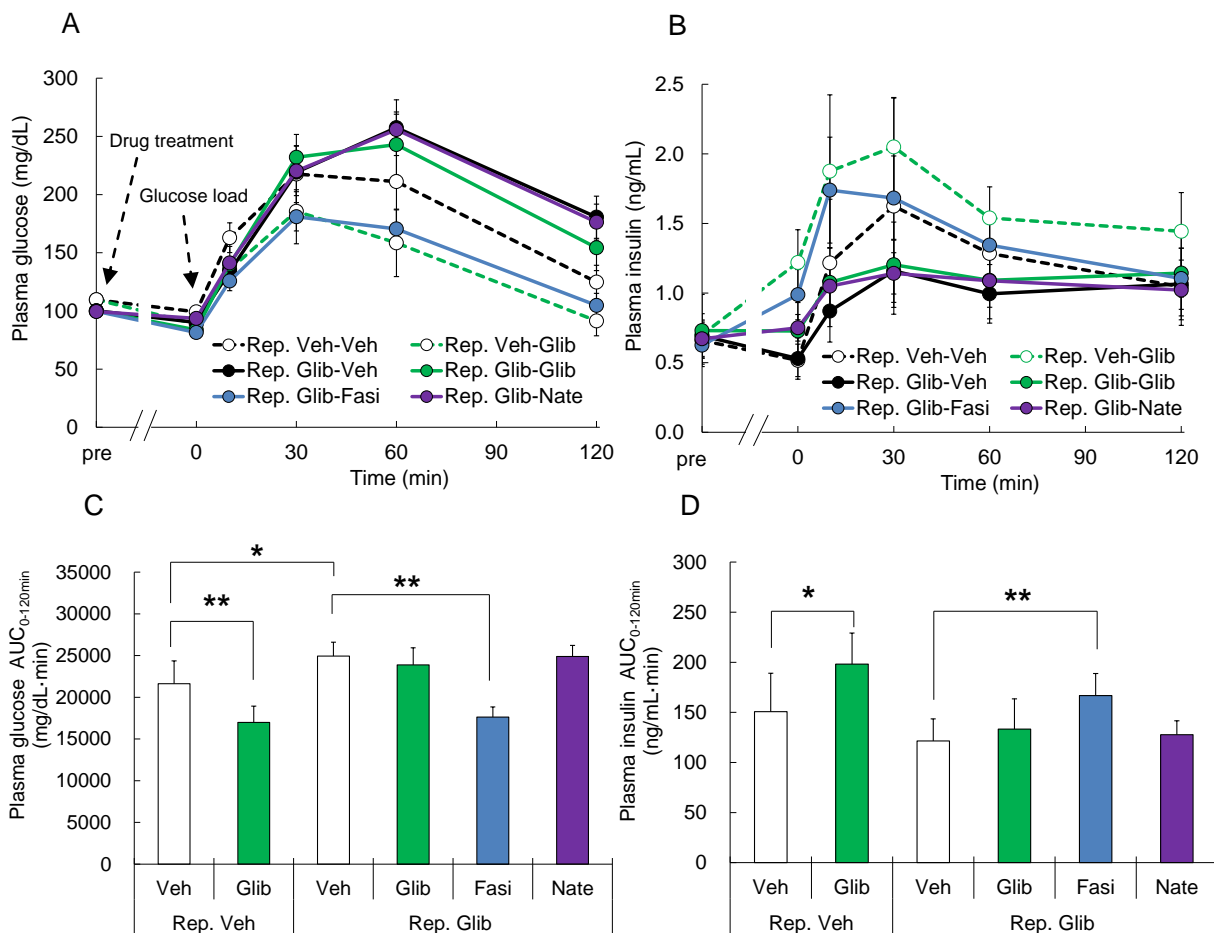 A
Plasma glucose (mg/dL)
300
250
200
150
100
50
0
Drug treatment
Glucose load
Rep. Veh-Veh
Rep. Veh-Glib
Rep. Glib-Veh
Rep. Glib-Glib
Rep. Glib-Fasi
Rep. Glib-Nate
pre
0
30
60
90
120
Time (min)
B
Plasma insulin (ng/mL)
2.5
2.0
1.5
1.0
0.5
0.0
Rep. Veh-Veh
Rep. Veh-Glib
Rep. Glib-Veh
Rep. Glib-Glib
Rep. Glib-Fasi
Rep. Glib-Nate
pre
0
30
60
90
120
Time (min)
C
Plasma glucose AUC0-120min
(mg/dL·min)
35000
30000
25000
20000
15000
10000
5000
0
*
**
**
Veh
Glib
Veh
Glib
Fasi
Nate
Rep. Veh
Rep. Glib
D
Plasma insulin AUC0-120min
(ng/mL·min)
300
250
200
150
100
50
0
*
**
Veh
Glib
Veh
Glib
Fasi
Nate
Rep. Veh
Rep. Glib